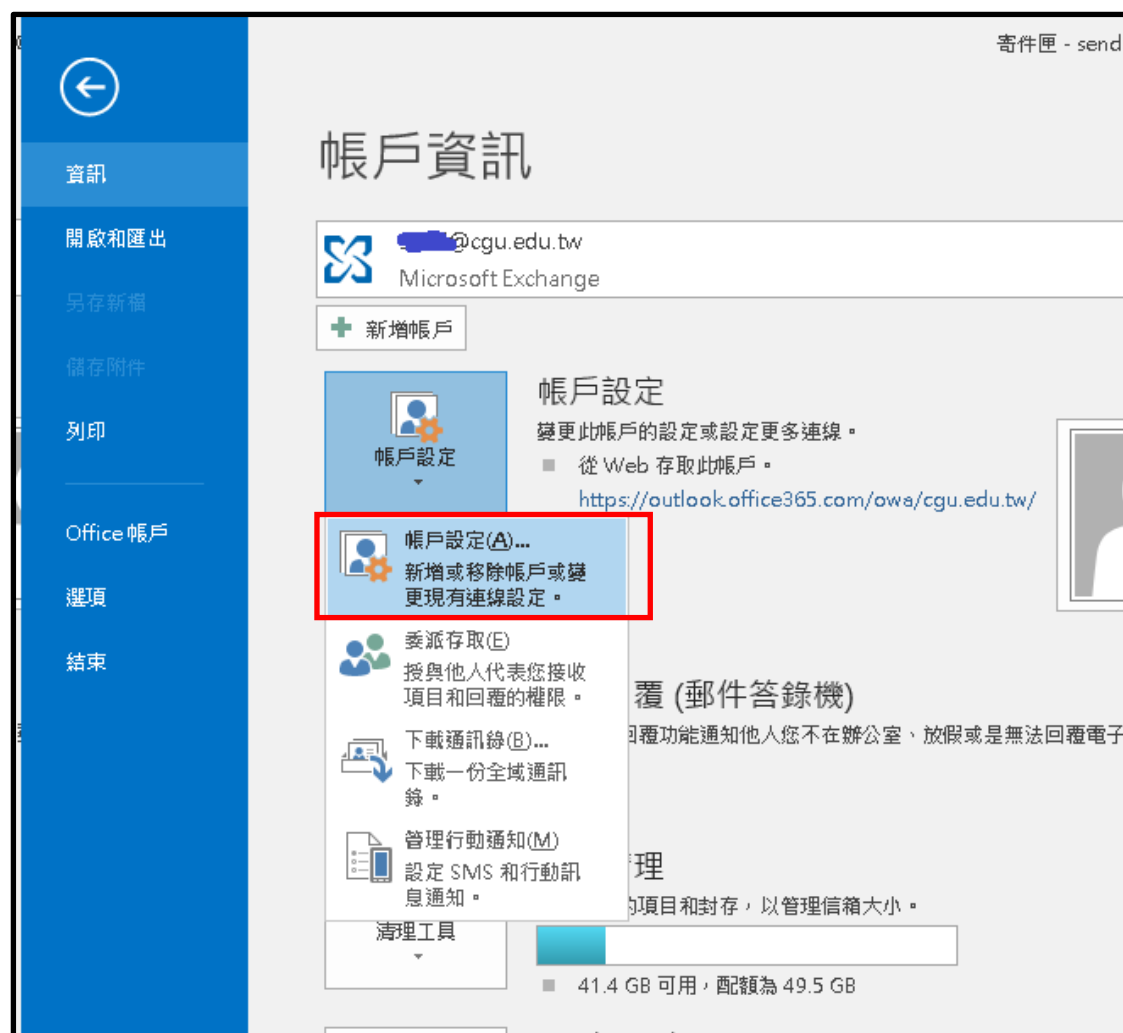 寄件匣 - send
帳戶資訊
資訊
開啟和匯出
另存新檔
儲存附件
列印
Office 帳戶
選項
結束
@cgu.edu.tw
Microsoft Exchange
新增帳戶
帳戶設定
帳戶設定
變更此帳戶的設定或設定更多連線。
從 Web 存取此帳戶。
https://outlook.office365.com/owa/cgu.edu.tw/
帳戶設定(A)...
新增或移除帳戶或變
更現有連線設定。
委派存取(E)
授與他人代表您接收
項目和回覆的權限。
下載通訊錄(B)...
下載一份全域通訊
錄。
管理行動通知(M)
設定 SMS 和行動訊
息通知。
覆 (郵件答錄機)
回覆功能通知他人您不在辦公室、放假或是無法回覆電子
理
的項目和封存，以管理信箱大小。
清理工具
41.4 GB 可用，配額為 49.5 GB